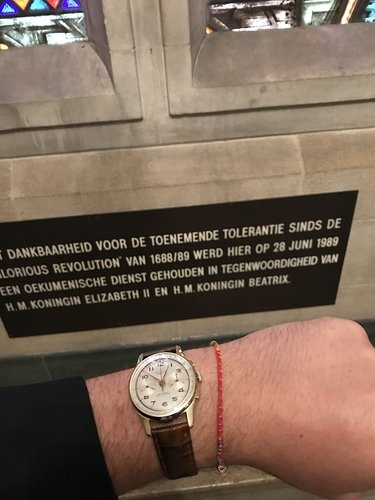 T DANKBAARHEID VOOR DE TOENEMENDE TOLERANTIE SINDS DE
GLORIOUS REVOLUTION' VAN 1688/89 WERD HIER OP 28 JUNI 1989
EEN OEKUMENISCHE DIENST GEHOUDEN IN TEGENWOORDIGHEID VAN
H.M. KONINGIN ELIZABETH II EN H.M. KONINGIN BEATRIX.